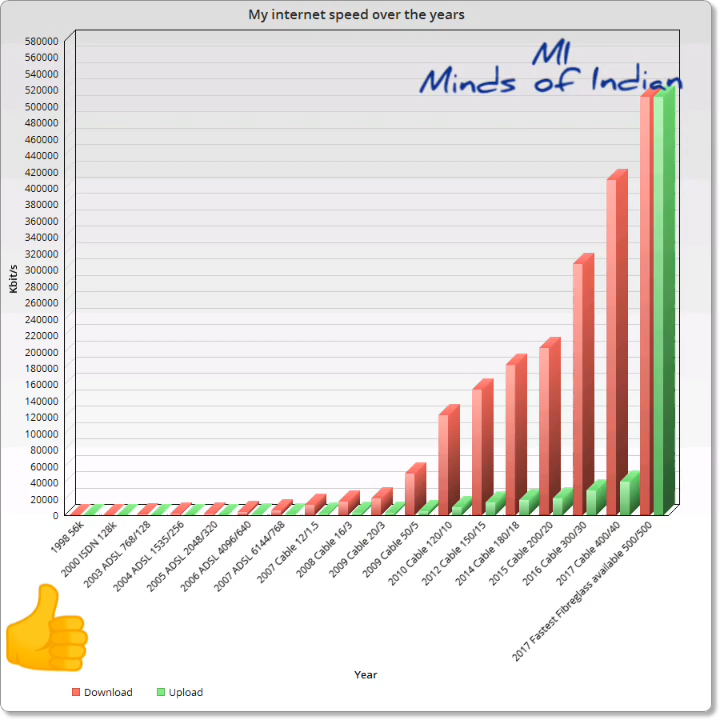 My internet speed over the years
MI
Minds of Indian
580000
560000
540000
520000
500000
480000
460000
440000
420000
400000
380000
360000
340000
320000
300000
280000
260000
240000
220000
200000
180000
160000
140000
120000
100000
80000
60000
40000
20000
0
Kbit/s
1998 56k
2000 ISDN 128k
2003 ADSL 768/128
2004 ADSL 1535/256
2005 ADSL 2048/320
2006 ADSL 4096/640
2007 ADSL 6144/768
2007 Cable 12/1.5
2008 Cable 16/3
2009 Cable 20/3
2009 Cable 50/5
2010 Cable 120/10
2012 Cable 150/15
2014 Cable 180/18
2015 Cable 200/20
2016 Cable 300/30
2017 Cable 400/40
2017 Fastest Fibreglass available 500/500
Year
Download
Upload